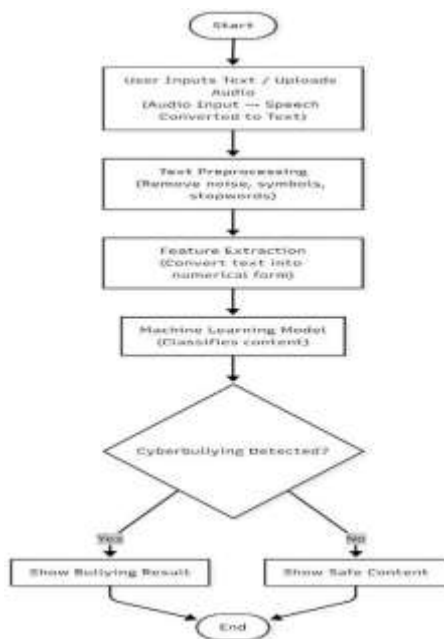 Start
User Inputs Text / Uploads
Audio
(Audio Input → Speech
Converted to Text)
Text Preprocessing
(Remove noise, symbols,
stopwords)
Feature Extraction
(Convert text into
numerical form)
Machine Learning Model
(Classifies content)
Cyberbullying Detected?
Yes
No
Show Bullying Result
Show Safe Content
End